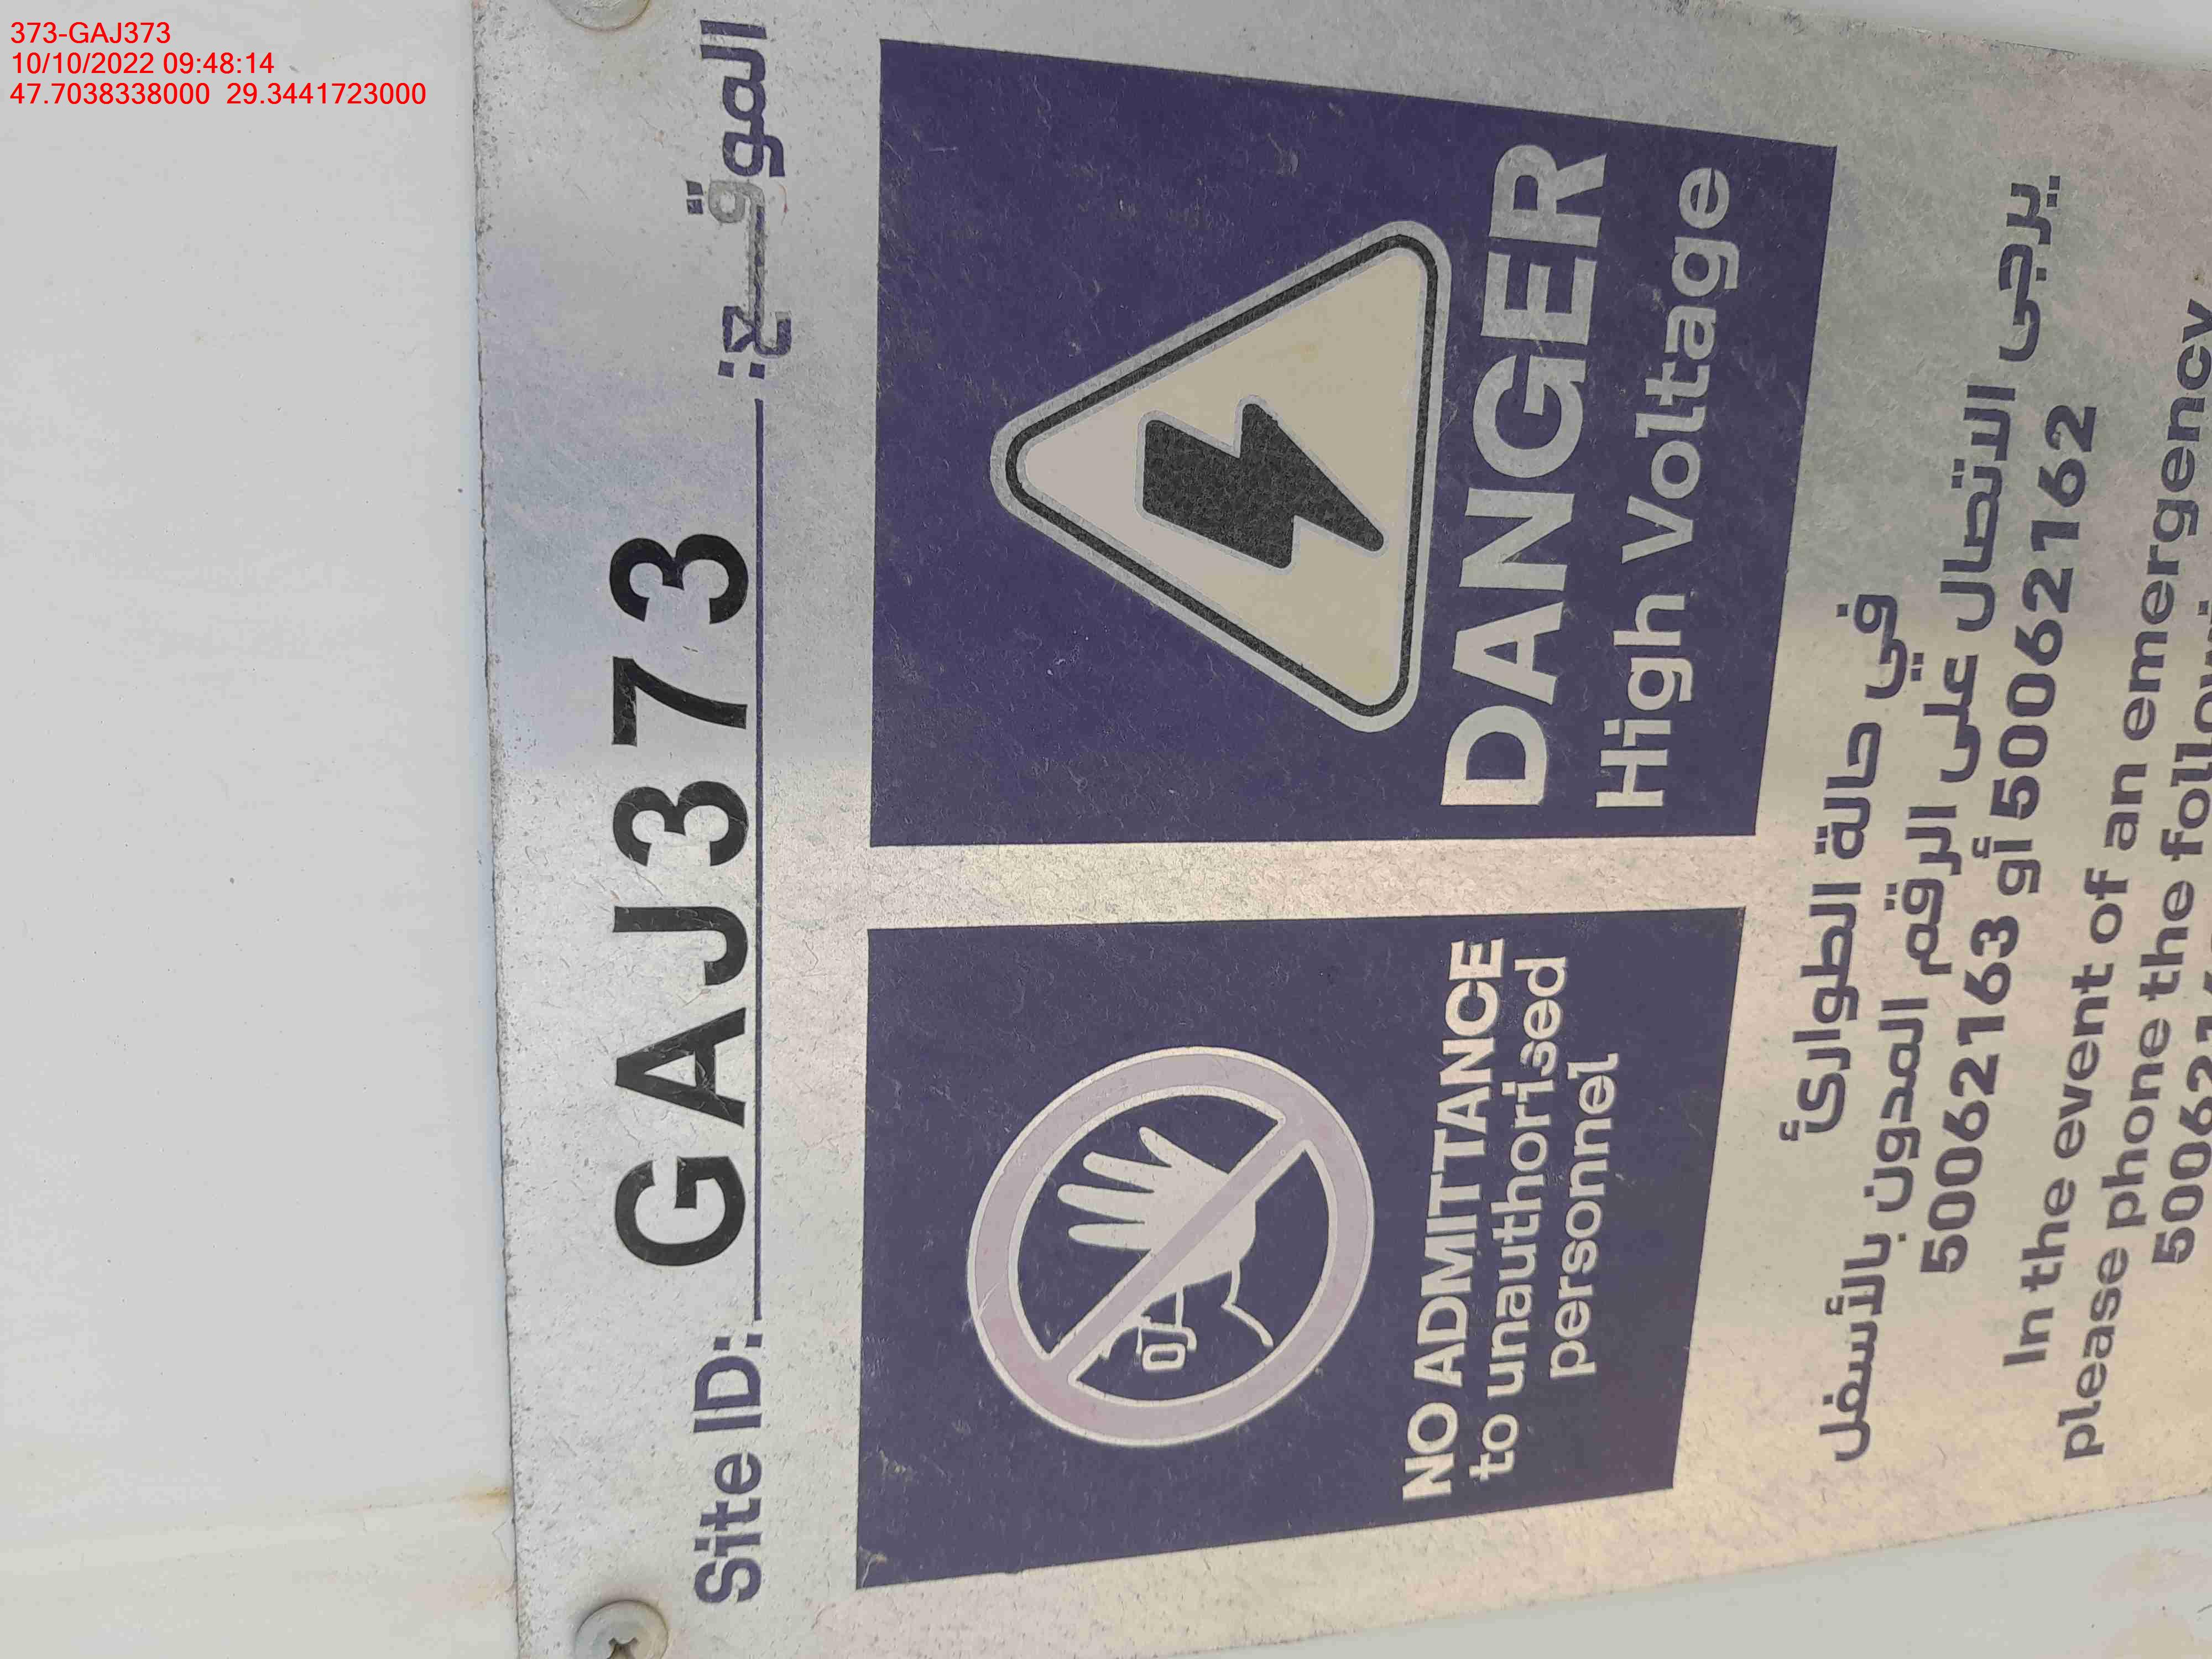 373-GAJ373
10/10/2022 09:48:14
47.7038338000 29.3441723000
Site ID: GAJ373 الموقع:
NO ADMITTANCE
to unauthorised
personnel
DANGER
High Voltage
في حالة الطوارئ
يرجى الاتصال على الرقم المدون بالأسفل
50062163 أو 50062162
In the event of an emergency
please phone the following